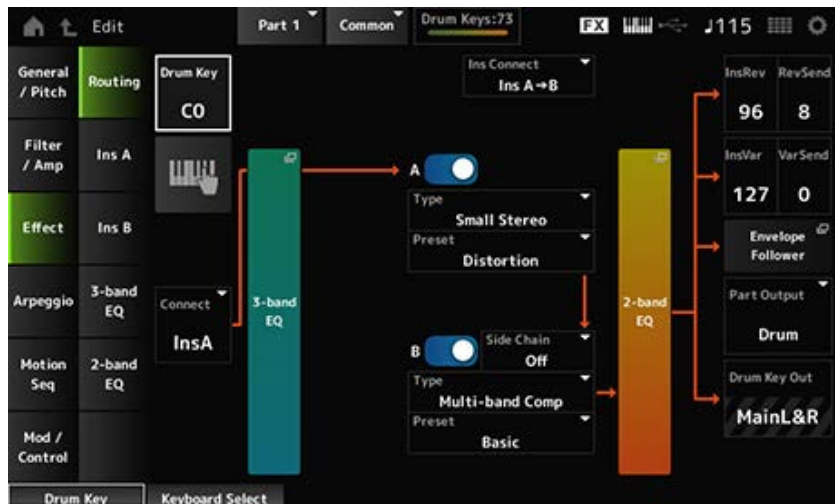 Edit
Part 1
Common
Drum Keys:73
FX
♩115
General
/ Pitch
Routing
Drum Key
C0
Ins Connect
Ins A→B
InsRev
RevSend
96
8
Filter
/ Amp
Ins A
A
InsVar
VarSend
127
0
Type
Small Stereo
Effect
Ins B
Preset
Distortion
Envelope
Follower
Arpeggio
3-band
EQ
Connect
InsA
3-band
EQ
2-band
EQ
Part Output
Drum
B
Side Chain
Off
Motion
Seq
2-band
EQ
Type
Multi-band Comp
Drum Key Out
MainL&R
Preset
Basic
Mod /
Control
Drum Key
Keyboard Select